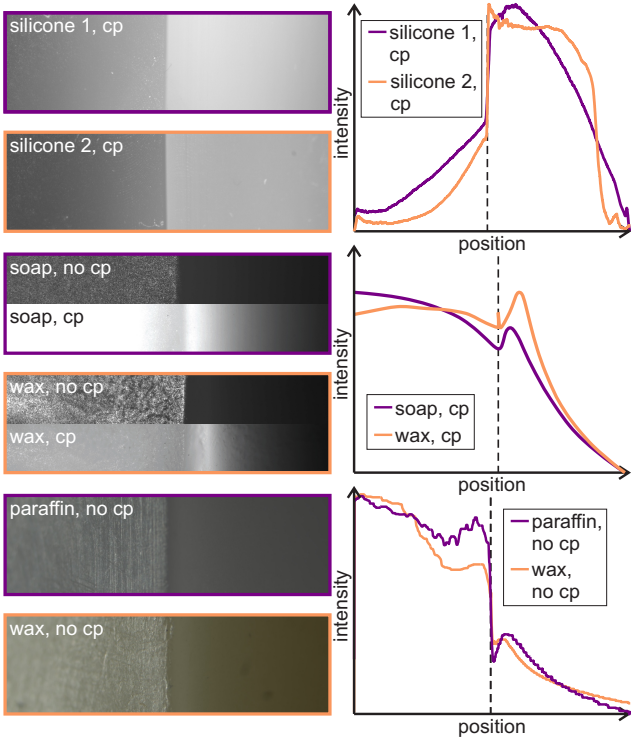 silicone 1, cp
silicone 2, cp
intensity
silicone 1,
cp
silicone 2,
cp
position
soap, no cp
soap, cp
wax, no cp
wax, cp
intensity
soap, cp
wax, cp
position
paraffin, no cp
wax, no cp
intensity
paraffin,
no cp
wax,
no cp
position